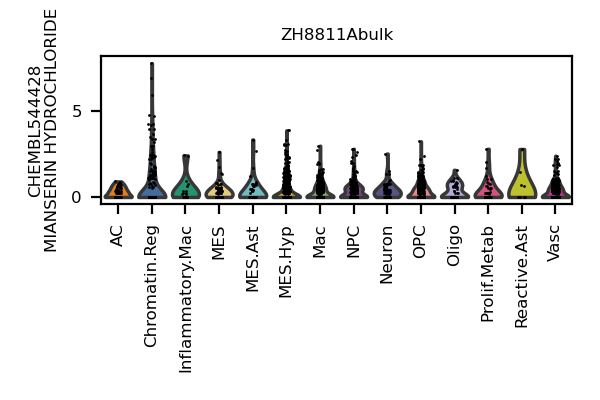 ZH8811Abulk
CHEMBL544428
MIANSERIN HYDROCHLORIDE
5
0
AC
Chromatin.Reg
Inflammatory.Mac
MES
MES.Ast
MES.Hyp
Mac
NPC
Neuron
OPC
Oligo
Prolif.Metab
Reactive.Ast
Vasc